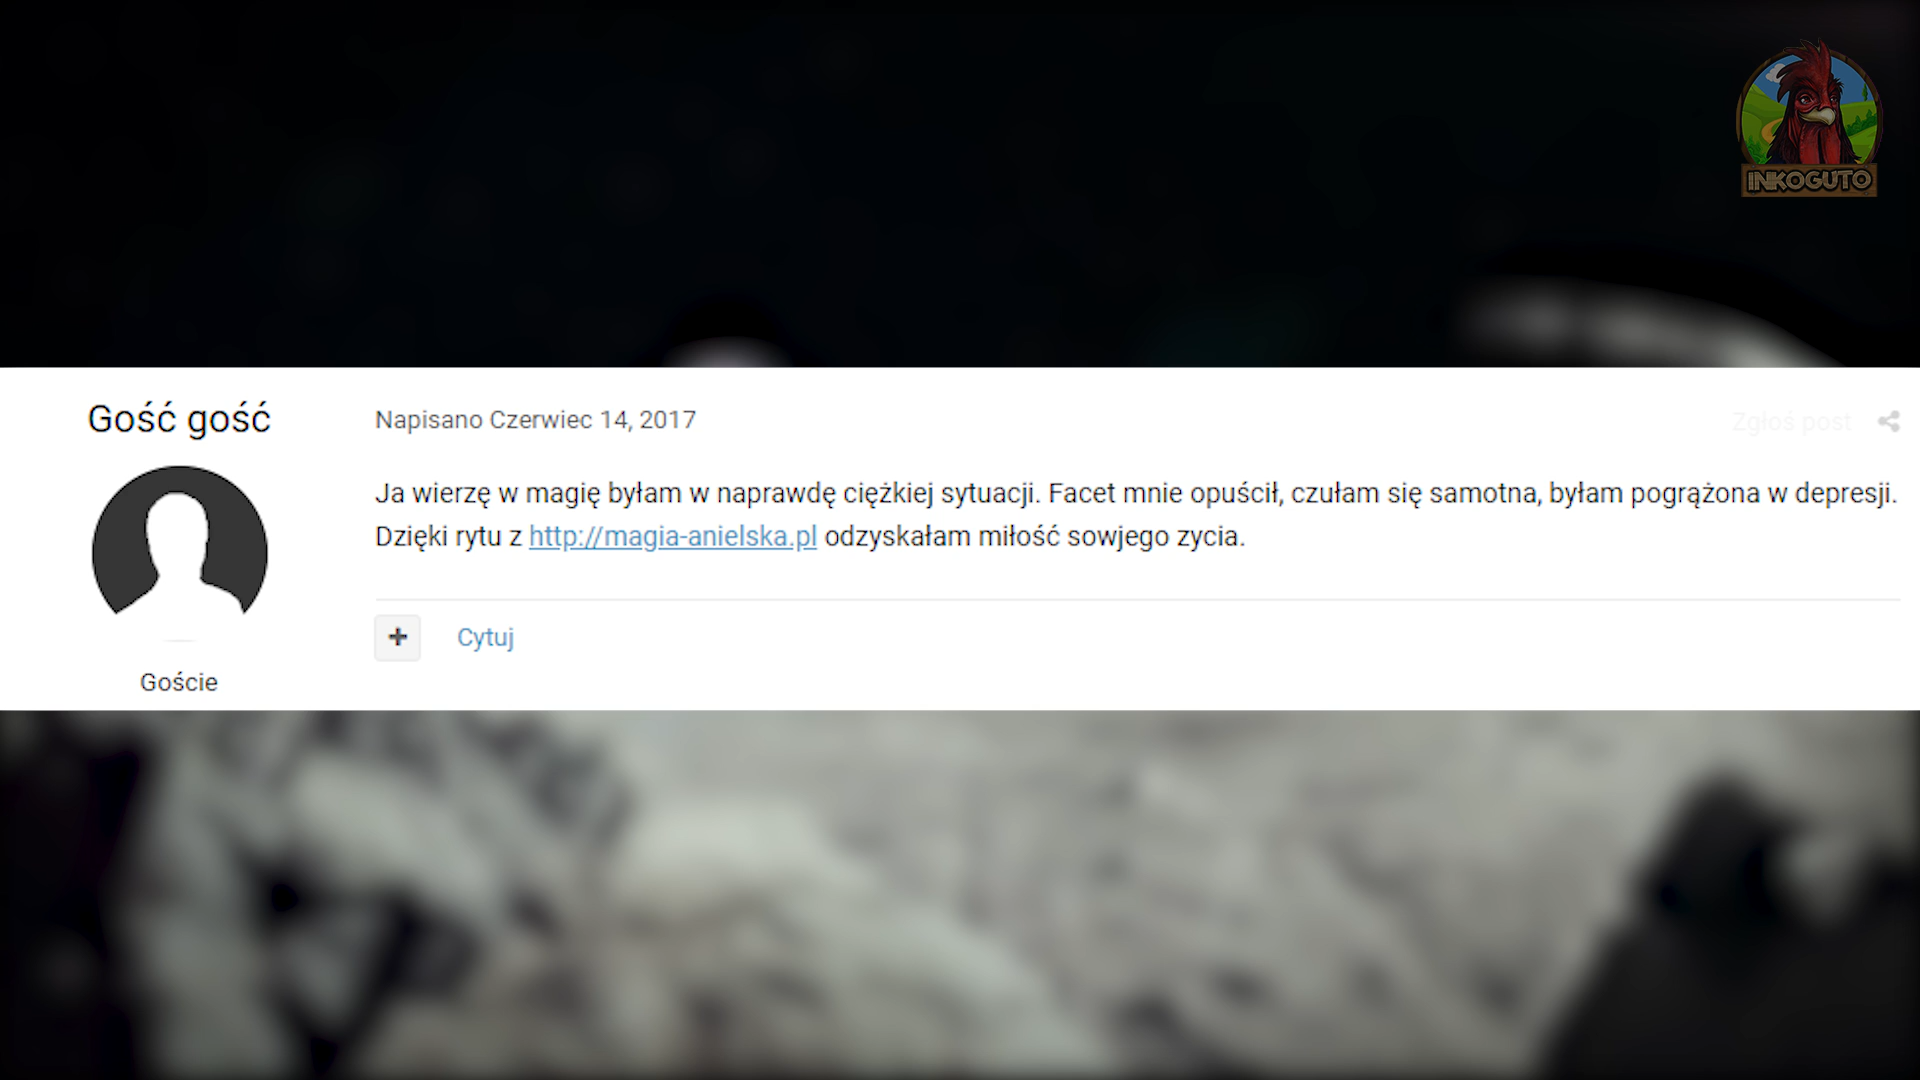 INKOGUTO
Gość gość
Napisano Czerwiec 14, 2017
Zgłoś post
Ja wierzę w magię byłam w naprawdę ciężkiej sytuacji. Facet mnie opuścił, czułam się samotna, byłam pogrążona w depresji.
Dzięki rytu z http://magia-anielska.pl odzyskałam miłość sowjego zycia.
+ Cytuj
Goście